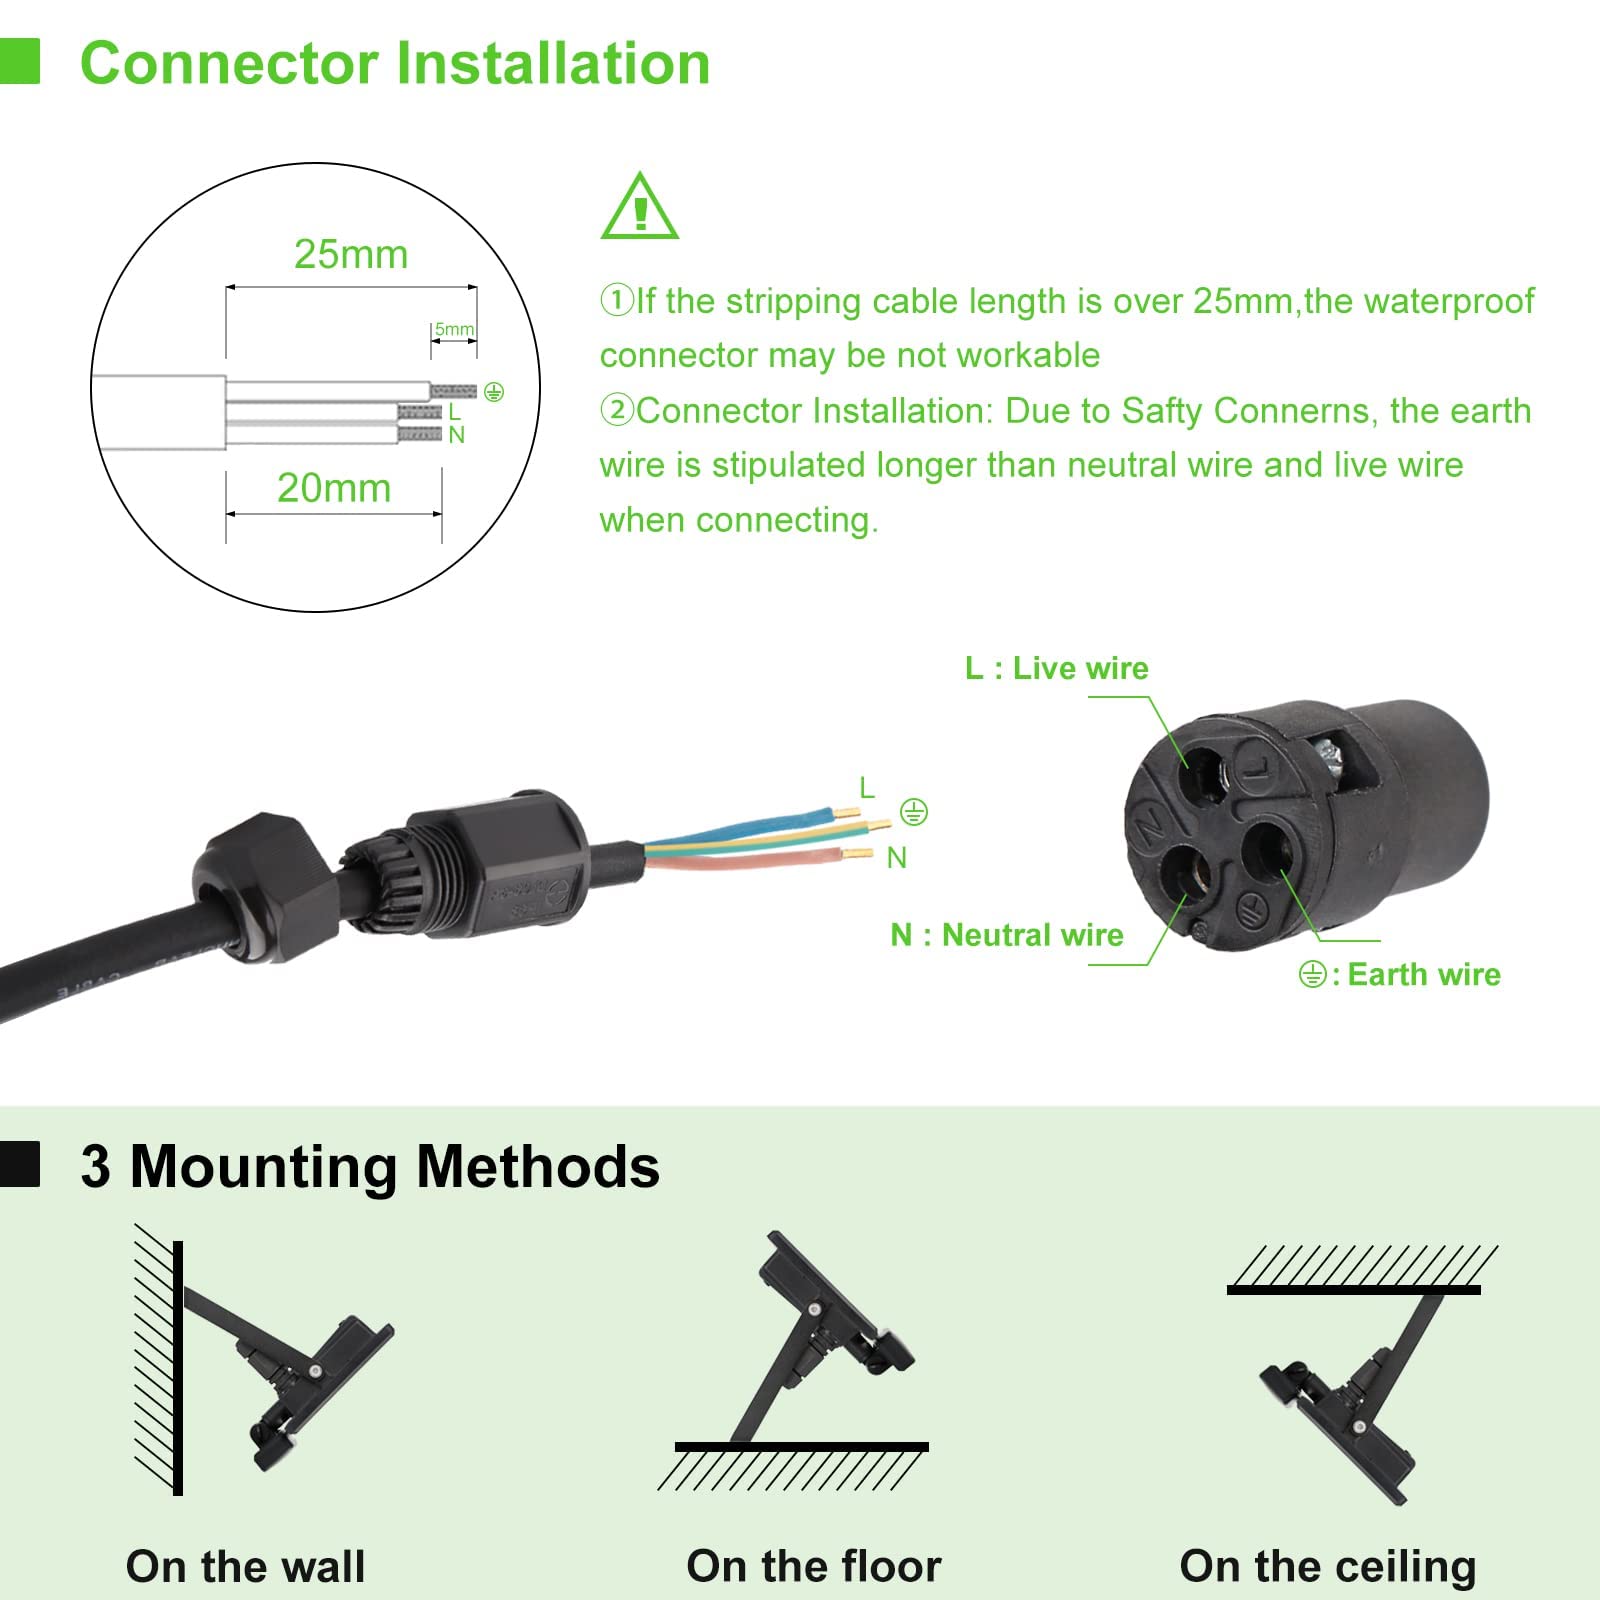 Connector Installation
25mm
5mm
L
N
20mm
①If the stripping cable length is over 25mm,the waterproof
connector may be not workable
②Connector Installation: Due to Safty Connerns, the earth
wire is stipulated longer than neutral wire and live wire
when connecting.
L : Live wire
L
N
L
N
N : Neutral wire
: Earth wire
3 Mounting Methods
On the wall
On the floor
On the ceiling